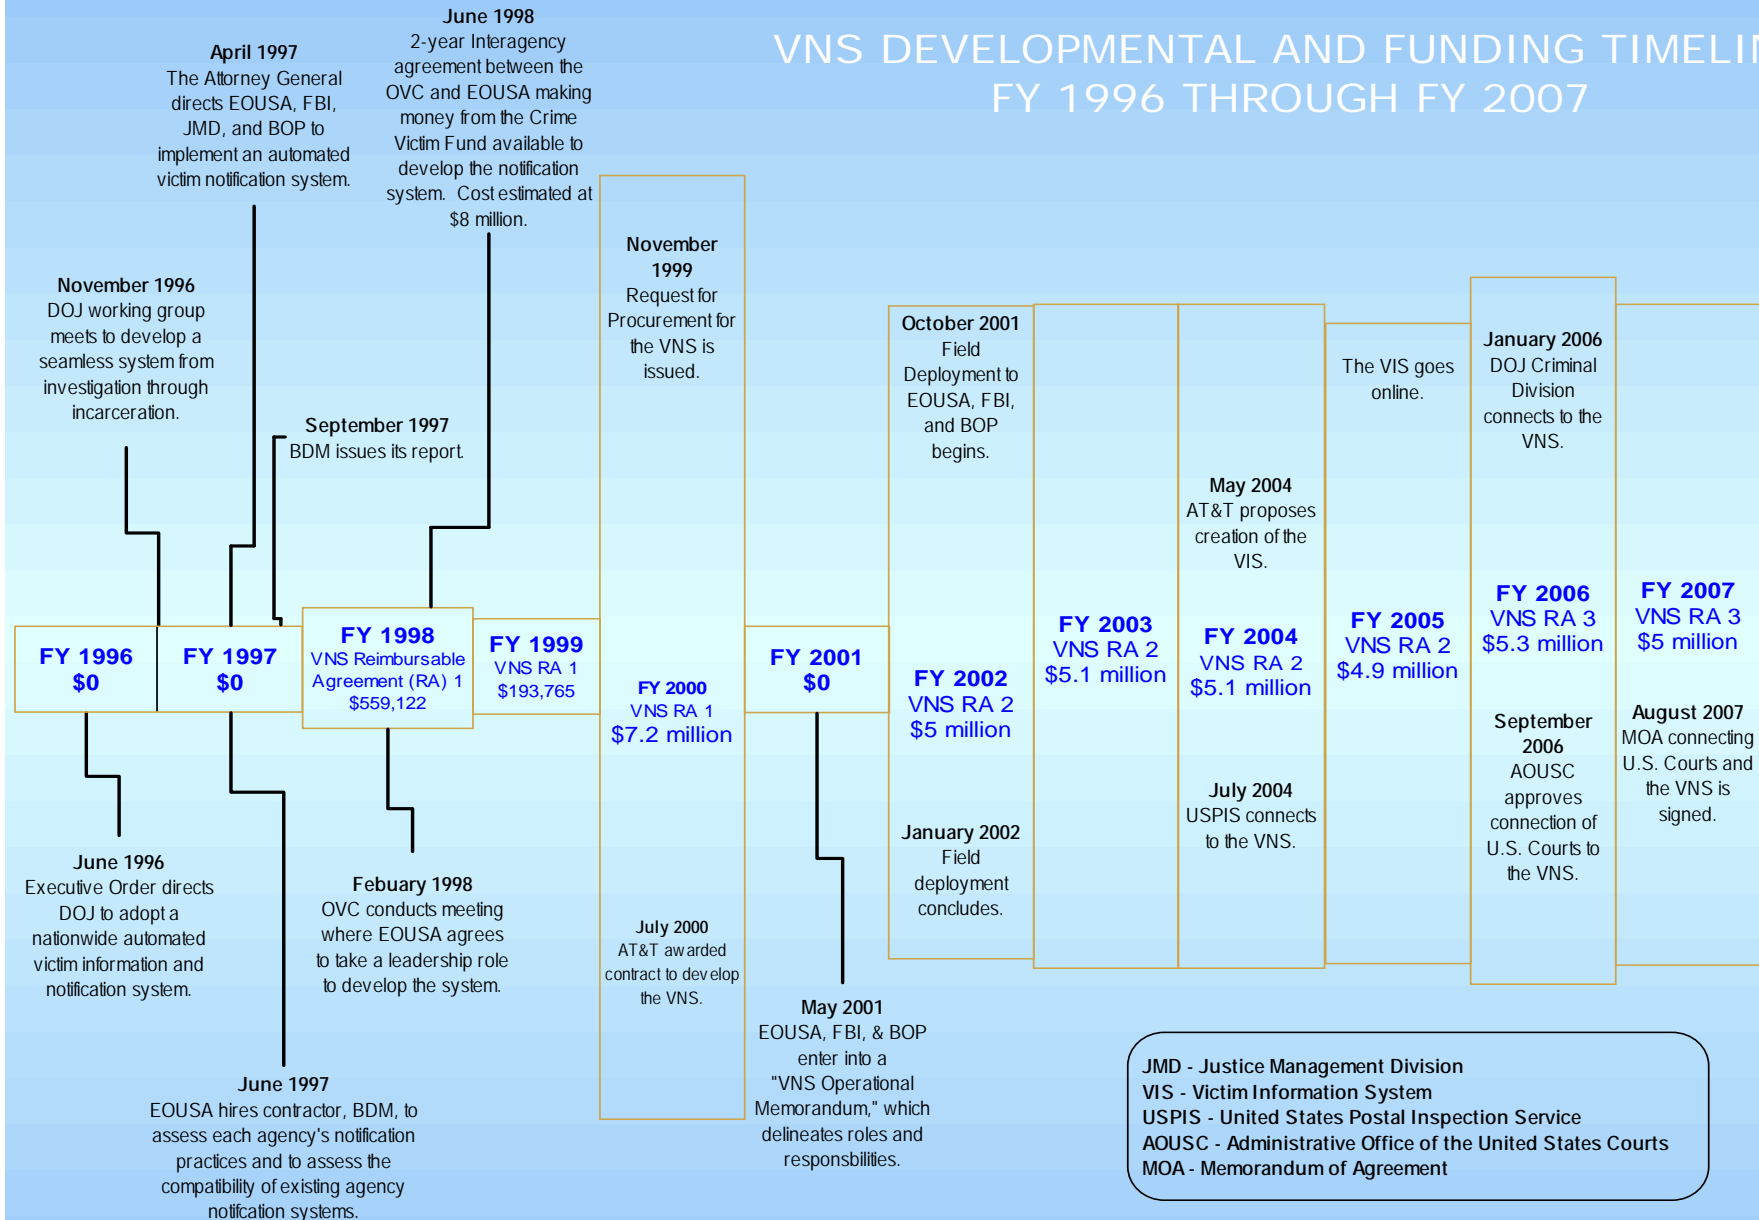 VNS DEVELOPMENTAL AND FUNDING TIMELIN
FY 1996 THROUGH FY 2007
June 1998
2-year Interagency
agreement between the
OVC and EOUSA making
money from the Crime
Victim Fund available to
develop the notification
system. Cost estimated at
$8 million.
April 1997
The Attorney General
directs EOUSA, FBI,
JMD, and BOP to
implement an automated
victim notification system.
November 1996
DOJ working group
meets to develop a
seamless system from
investigation through
incarceration.
September 1997
BDM issues its report.
November
1999
Request for
Procurement for
the VNS is
issued.
October 2001
Field
Deployment to
EOUSA, FBI,
and BOP
begins.
May 2004
AT&T proposes
creation of the
VIS.
The VIS goes
online.
January 2006
DOJ Criminal
Division
connects to the
VNS.
FY 1996
$0
FY 1997
$0
FY 1998
VNS Reimbursable
Agreement (RA) 1
$559,122
FY 1999
VNS RA 1
$193,765
FY 2000
VNS RA 1
$7.2 million
FY 2001
$0
FY 2002
VNS RA 2
$5 million
FY 2003
VNS RA 2
$5.1 million
FY 2004
VNS RA 2
$5.1 million
FY 2005
VNS RA 2
$4.9 million
FY 2006
VNS RA 3
$5.3 million
FY 2007
VNS RA 3
$5 million
June 1996
Executive Order directs
DOJ to adopt a
nationwide automated
victim information and
notification system.
June 1997
EOUSA hires contractor, BDM, to
assess each agency's notification
practices and to assess the
compatibility of existing agency
notifcation systems.
Febuary 1998
OVC conducts meeting
where EOUSA agrees
to take a leadership role
to develop the system.
July 2000
AT&T awarded
contract to develop
the VNS.
May 2001
EOUSA, FBI, & BOP
enter into a
"VNS Operational
Memorandum," which
delineates roles and
responsbilities.
January 2002
Field
deployment
concludes.
July 2004
USPIS connects
to the VNS.
September
2006
AOUSC
approves
connection of
U.S. Courts to
the VNS.
August 2007
MOA connecting
U.S. Courts and
the VNS is
signed.
JMD - Justice Management Division
VIS - Victim Information System
USPIS - United States Postal Inspection Service
AOUSC - Administrative Office of the United States Courts
MOA - Memorandum of Agreement